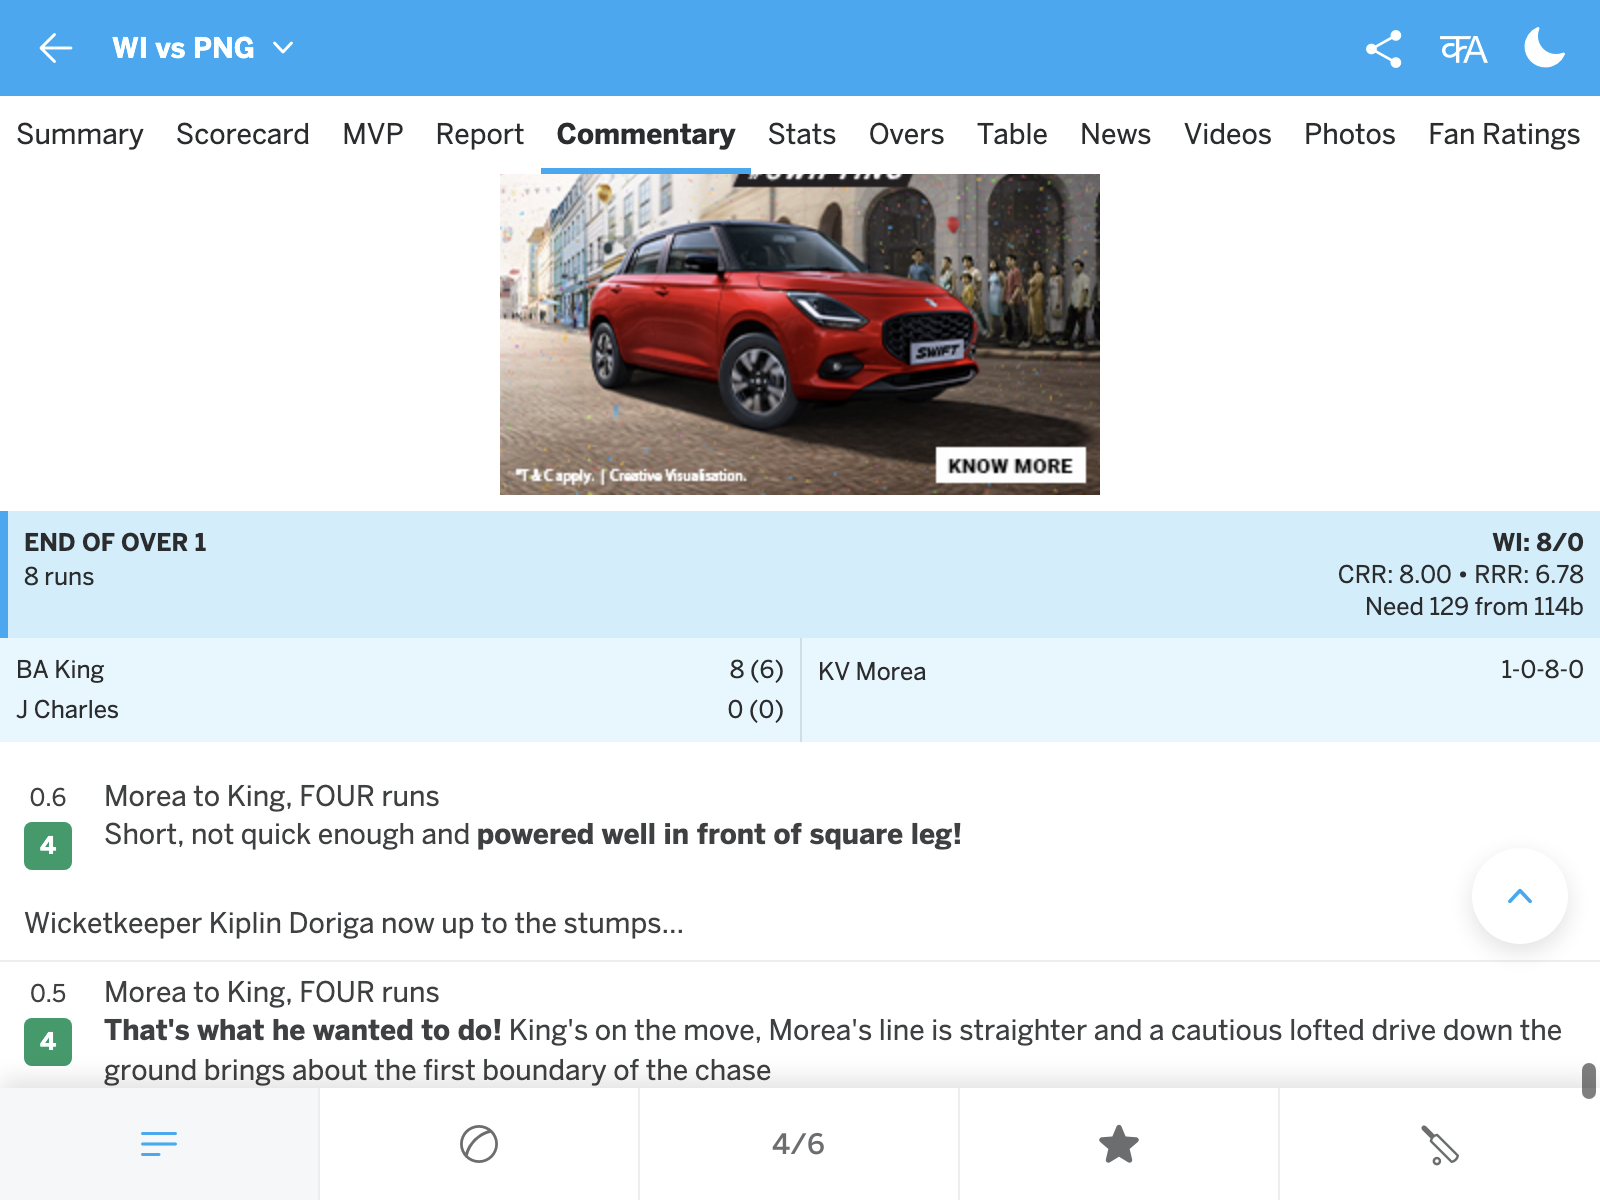 WI vs PNG
Summary Scorecard MVP Report Commentary Stats Overs Table News Videos Photos Fan Ratings
SWIFT
*T&C apply. | Creative Visualisation.
KNOW MORE
END OF OVER 1
8 runs
WI: 8/0
CRR: 8.00 • RRR: 6.78
Need 129 from 114b
BA King 8 (6)
J Charles 0 (0)
KV Morea 1-0-8-0
0.6 Morea to King, FOUR runs
4 Short, not quick enough and powered well in front of square leg!
Wicketkeeper Kiplin Doriga now up to the stumps...
0.5 Morea to King, FOUR runs
4 That's what he wanted to do! King's on the move, Morea's line is straighter and a cautious lofted drive down the
ground brings about the first boundary of the chase
4/6